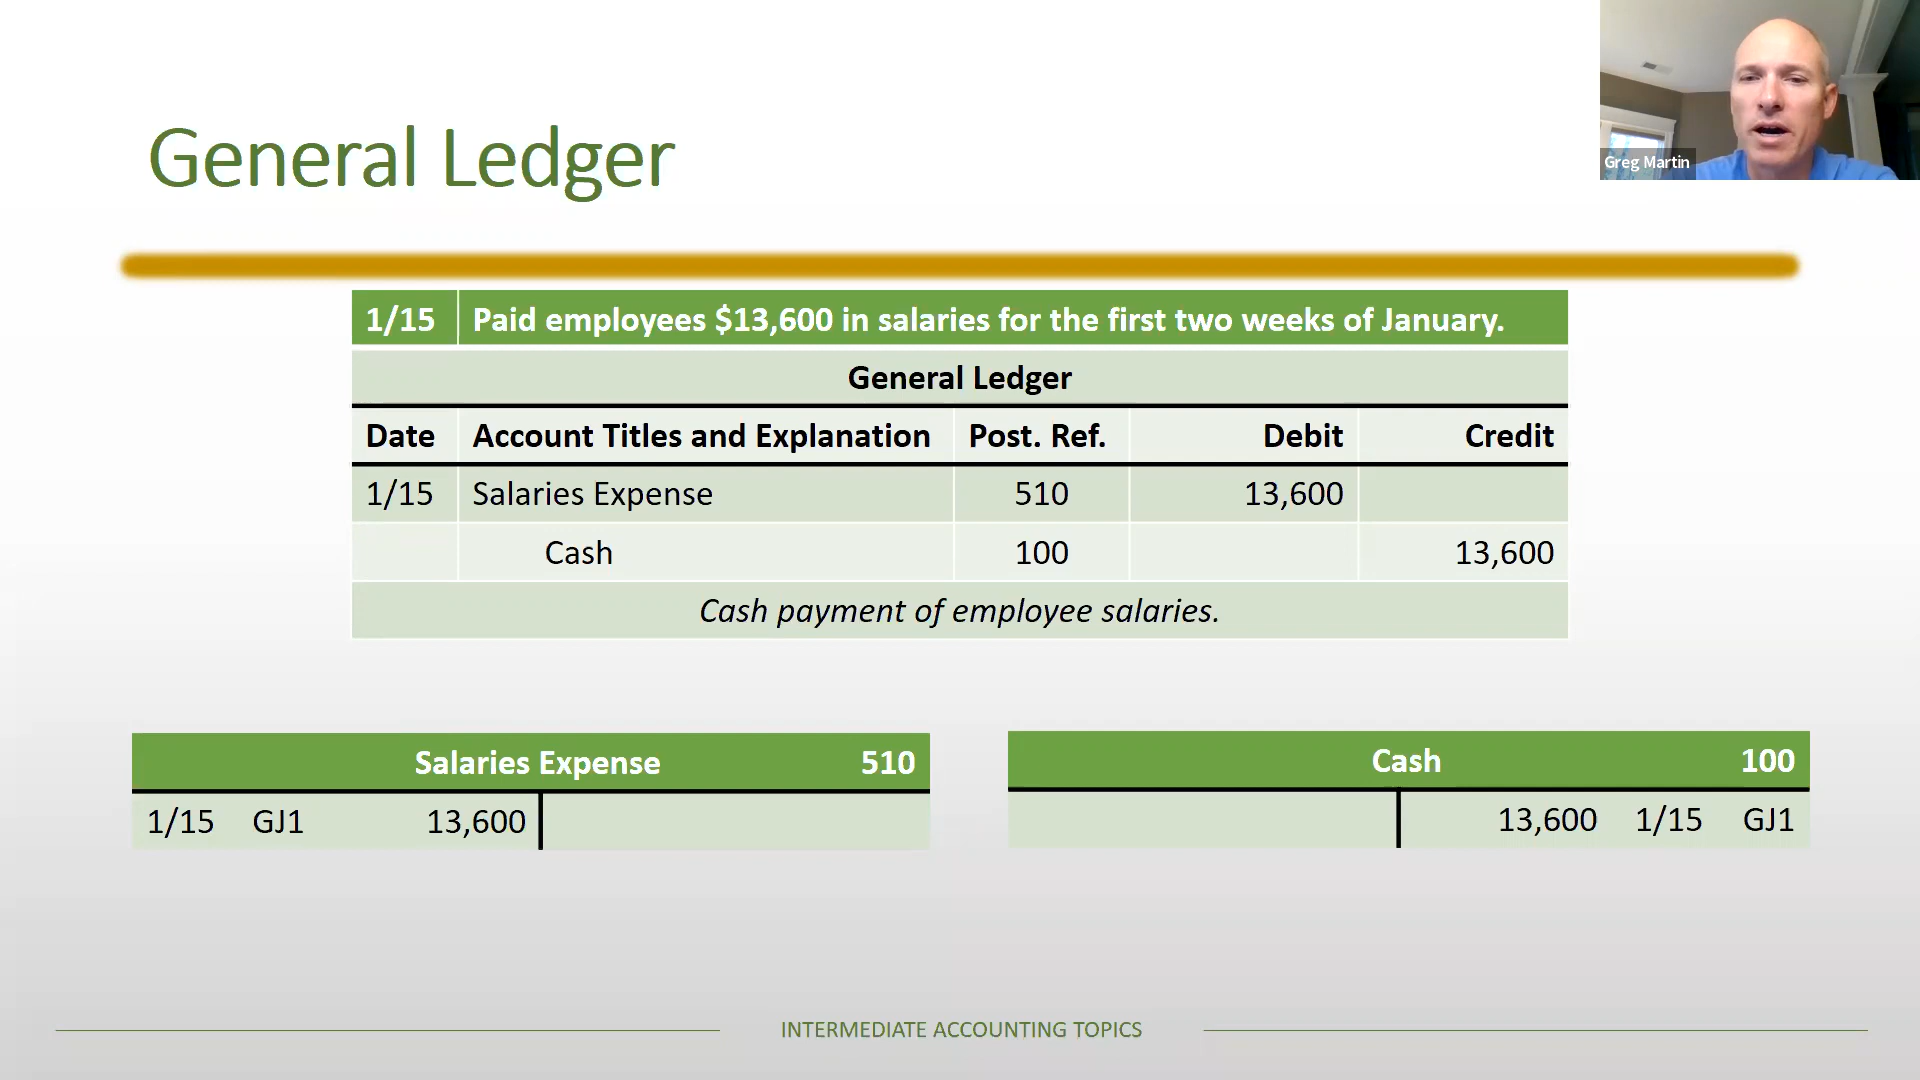 Greg Martin
General Ledger
1/15 Paid employees $13,600 in salaries for the first two weeks of January.
General Ledger
Date Account Titles and Explanation Post. Ref. Debit Credit
1/15 Salaries Expense 510 13,600
Cash 100 13,600
Cash payment of employee salaries.
Salaries Expense 510
1/15 GJ1 13,600
Cash 100
13,600 1/15 GJ1
INTERMEDIATE ACCOUNTING TOPICS